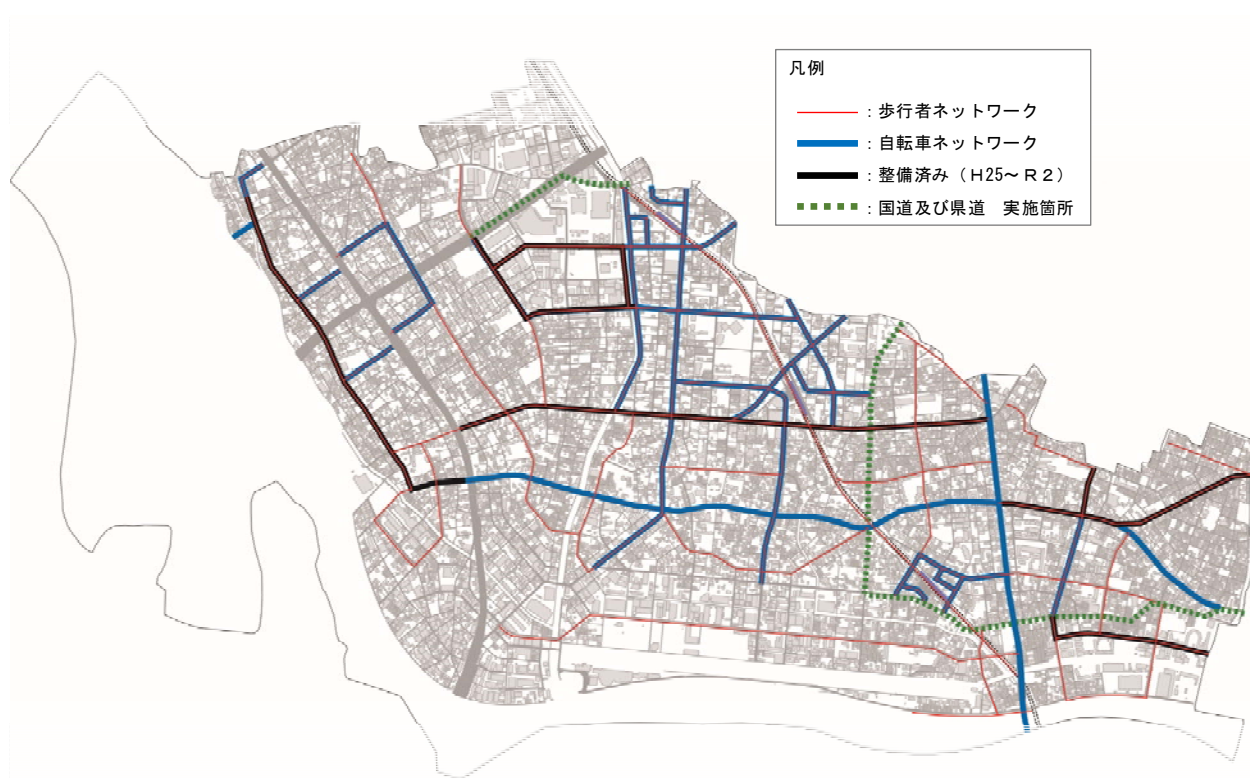 凡例
：歩行者ネットワーク
：自転車ネットワーク
：整備済み（Ｈ25～Ｒ２）
：国道及び県道　実施箇所